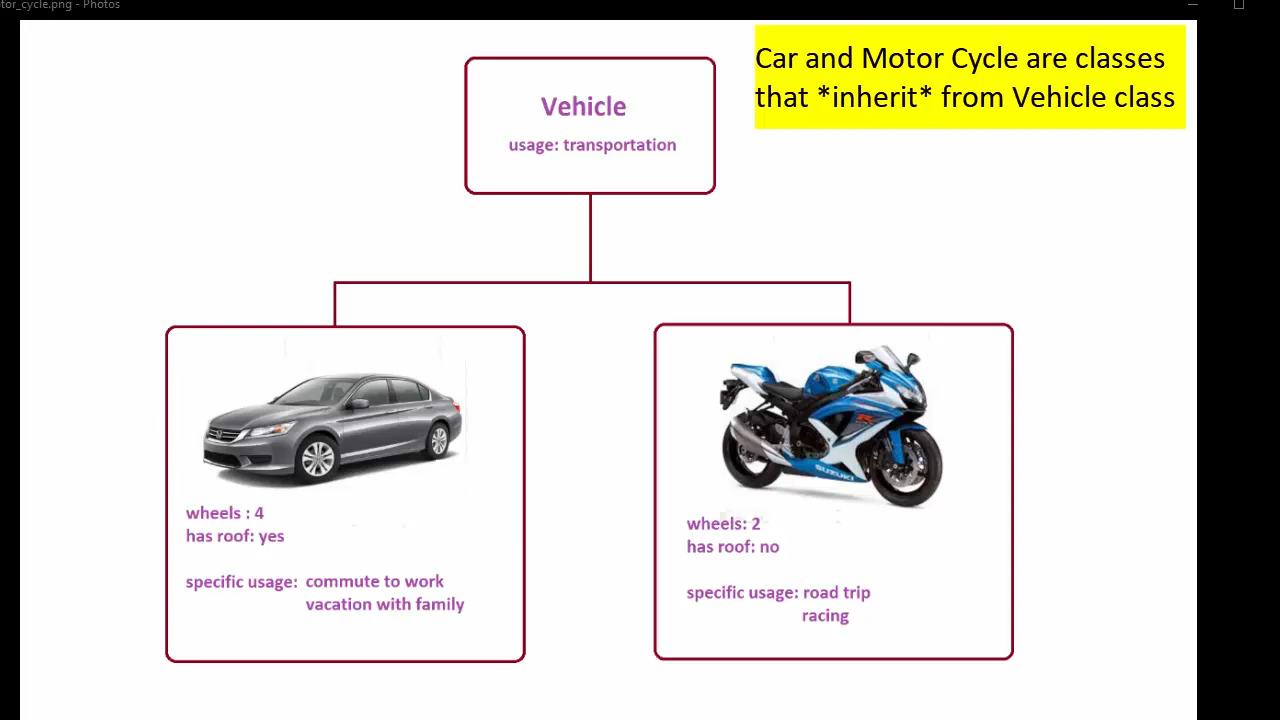 tor_cycle.png - Photos
Car and Motor Cycle are classes
that *inherit* from Vehicle class
Vehicle
usage: transportation
wheels : 4
has roof: yes
specific usage: commute to work
vacation with family
SUZUKI
R
wheels: 2
has roof: no
specific usage: road trip
racing